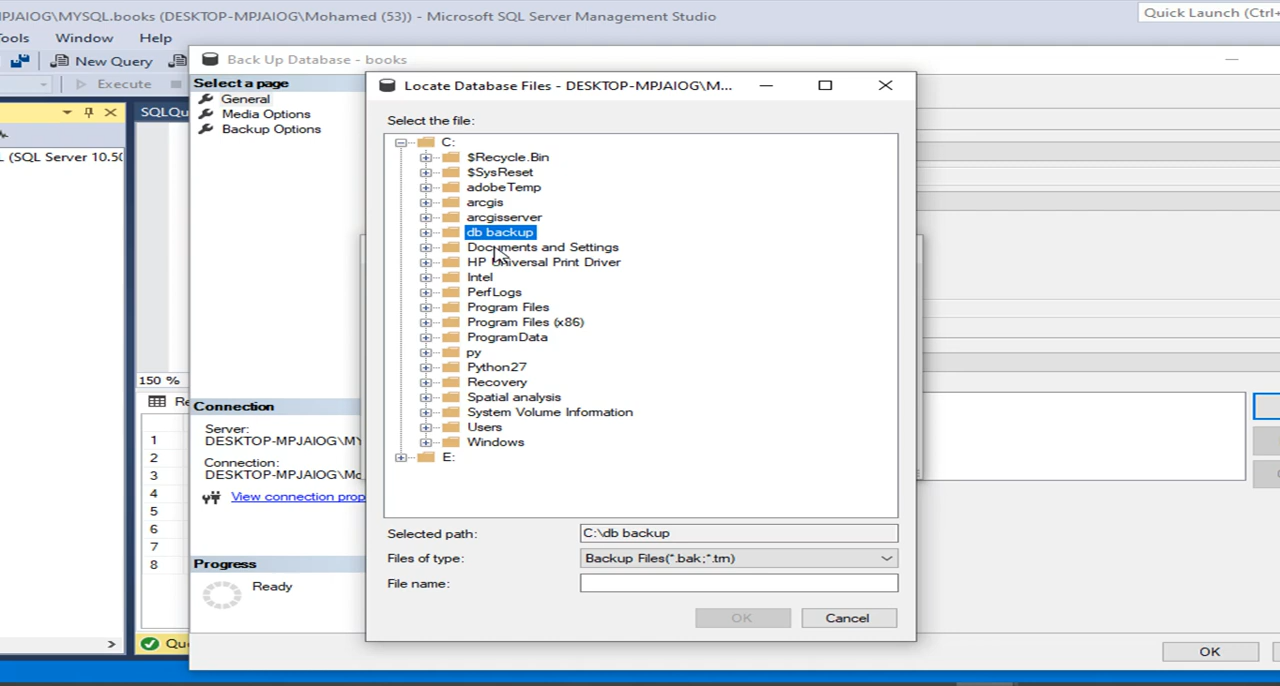 PJAIOG\MYSQL.books (DESKTOP-MPJAIOG\Mohamed (53)) - Microsoft SQL Server Management Studio
Quick Launch (Ctrl+
Tools Window Help
New Query
Execute
Back Up Database - books
Select a page
General
Media Options
Backup Options
SQLQu
L (SQL Server 10.50
Locate Database Files - DESKTOP-MPJAIOG\M...
Select the file:
C:
$Recycle.Bin
$SysReset
adobeTemp
arcgis
arcgisserver
db backup
Documents and Settings
HP Universal Print Driver
Intel
PerfLogs
Program Files
Program Files (x86)
ProgramData
py
Python27
Recovery
Spatial analysis
System Volume Information
Users
Windows
E:
150 %
Re
1
2
3
4
5
6
7
8
Connection
Server:
DESKTOP-MPJAIOG\MY
Connection:
DESKTOP-MPJAIOG\Mo
View connection prop
Progress
Ready
Que
Selected path: C:\db backup
Files of type: Backup Files(*.bak;*.trn)
File name:
OK Cancel
OK